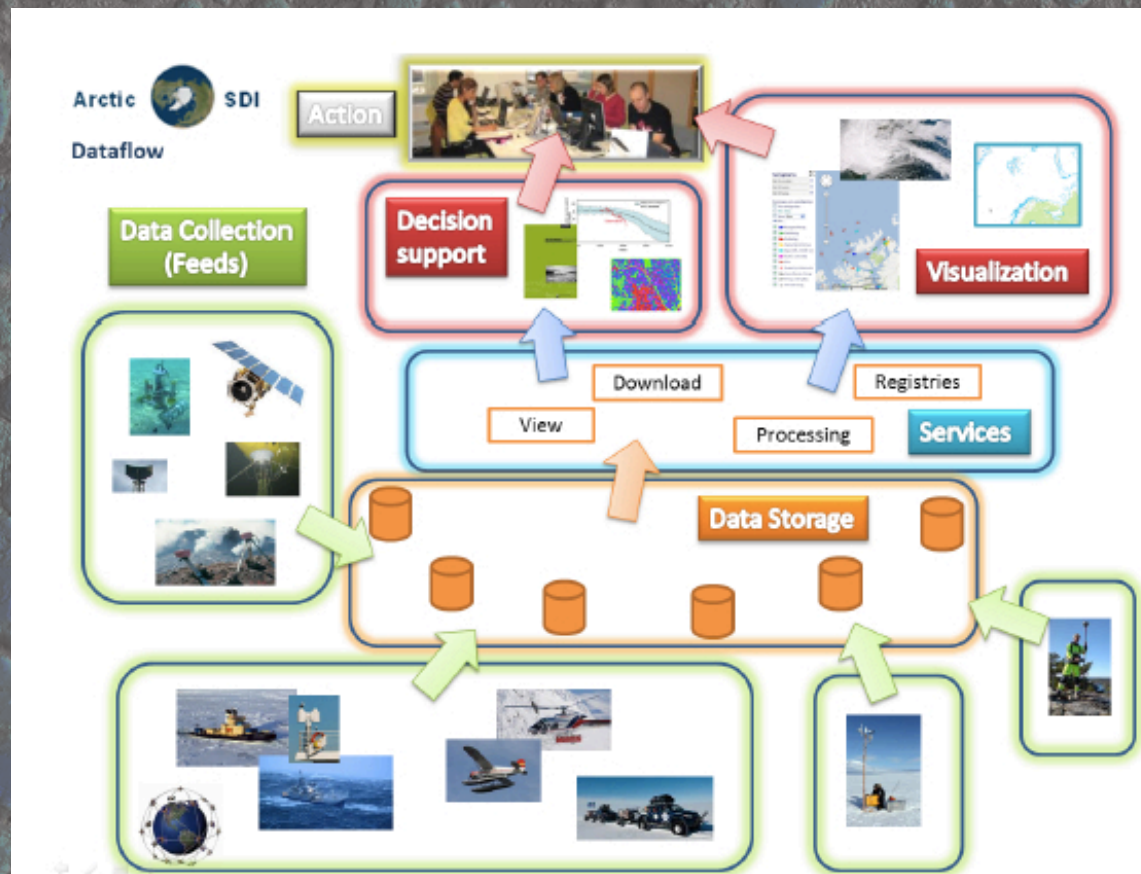 Arctic SDI
Dataflow
Action
Data Collection
(Feeds)
Decision
support
Visualization
Download
Registries
View
Processing
Services
Data Storage